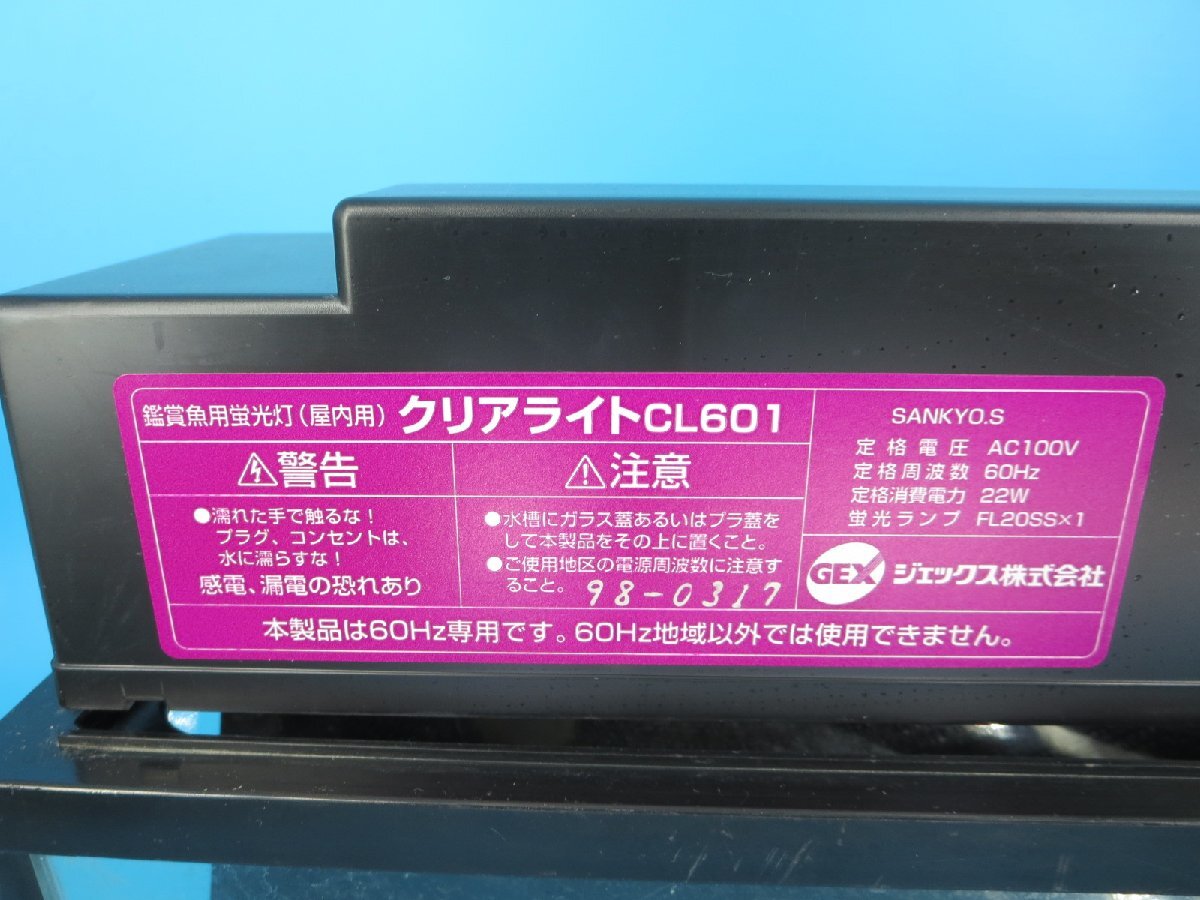 鑑賞魚用蛍光灯(屋内用) クリアライトCL601
警告
●濡れた手で触るな!
プラグ、コンセントは、
水に濡らすな!
感電、漏電の恐れあり
注意
●水槽にガラス蓋あるいはプラ蓋を
して本製品をその上に置くこと。
●ご使用地区の電源周波数に注意す
ること。 98-0317
SANKYO.S
定格電圧 AC100V
定格周波数 60Hz
定格消費電力 22W
蛍光ランプ FL20SS×1
GEX ジェックス株式会社
本製品は60Hz専用です。60Hz地域以外では使用できません。